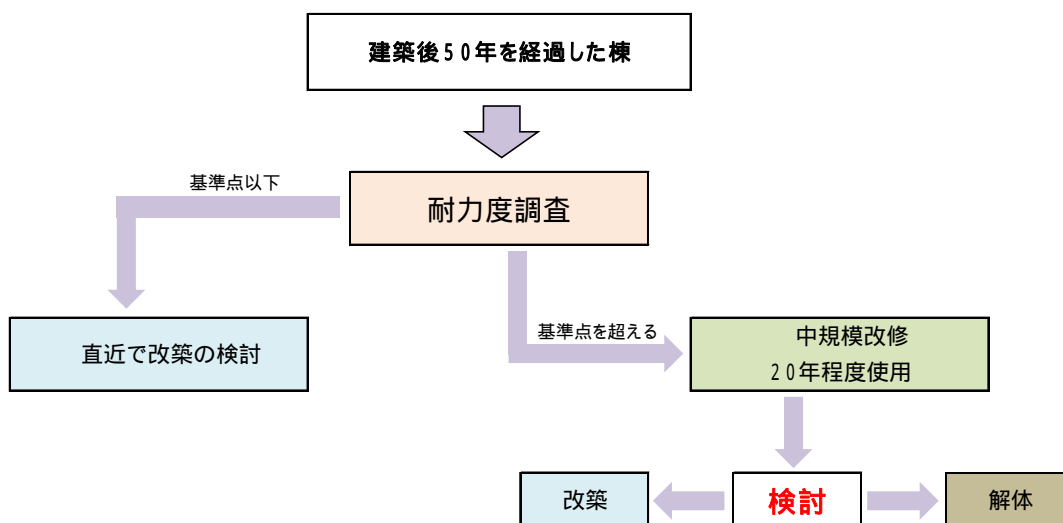 建築後50年を経過した棟
基準点以下
耐力度調査
直近で改築の検討
基準点を超える
中規模改修
20年程度使用
改築
検討
解体